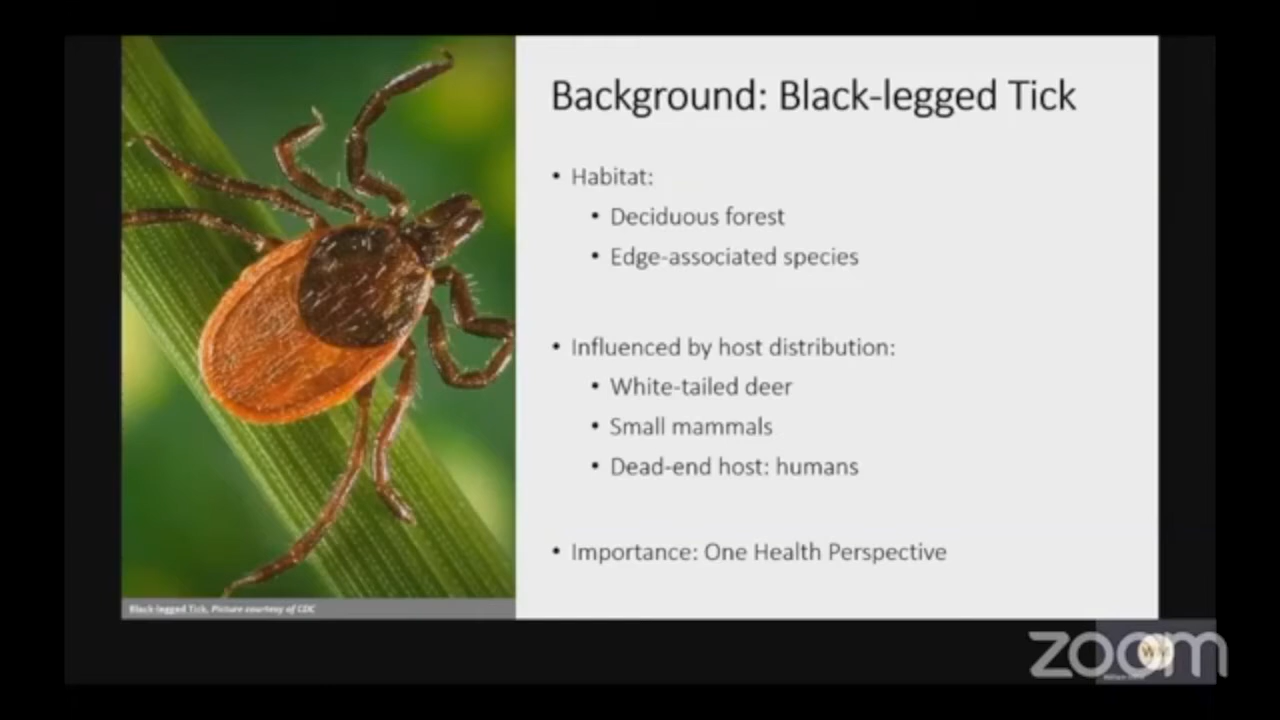 Background: Black-legged Tick
• Habitat:
• Deciduous forest
• Edge-associated species
• Influenced by host distribution:
• White-tailed deer
• Small mammals
• Dead-end host: humans
• Importance: One Health Perspective
Black-legged Tick, Picture courtesy of CDC
zoom